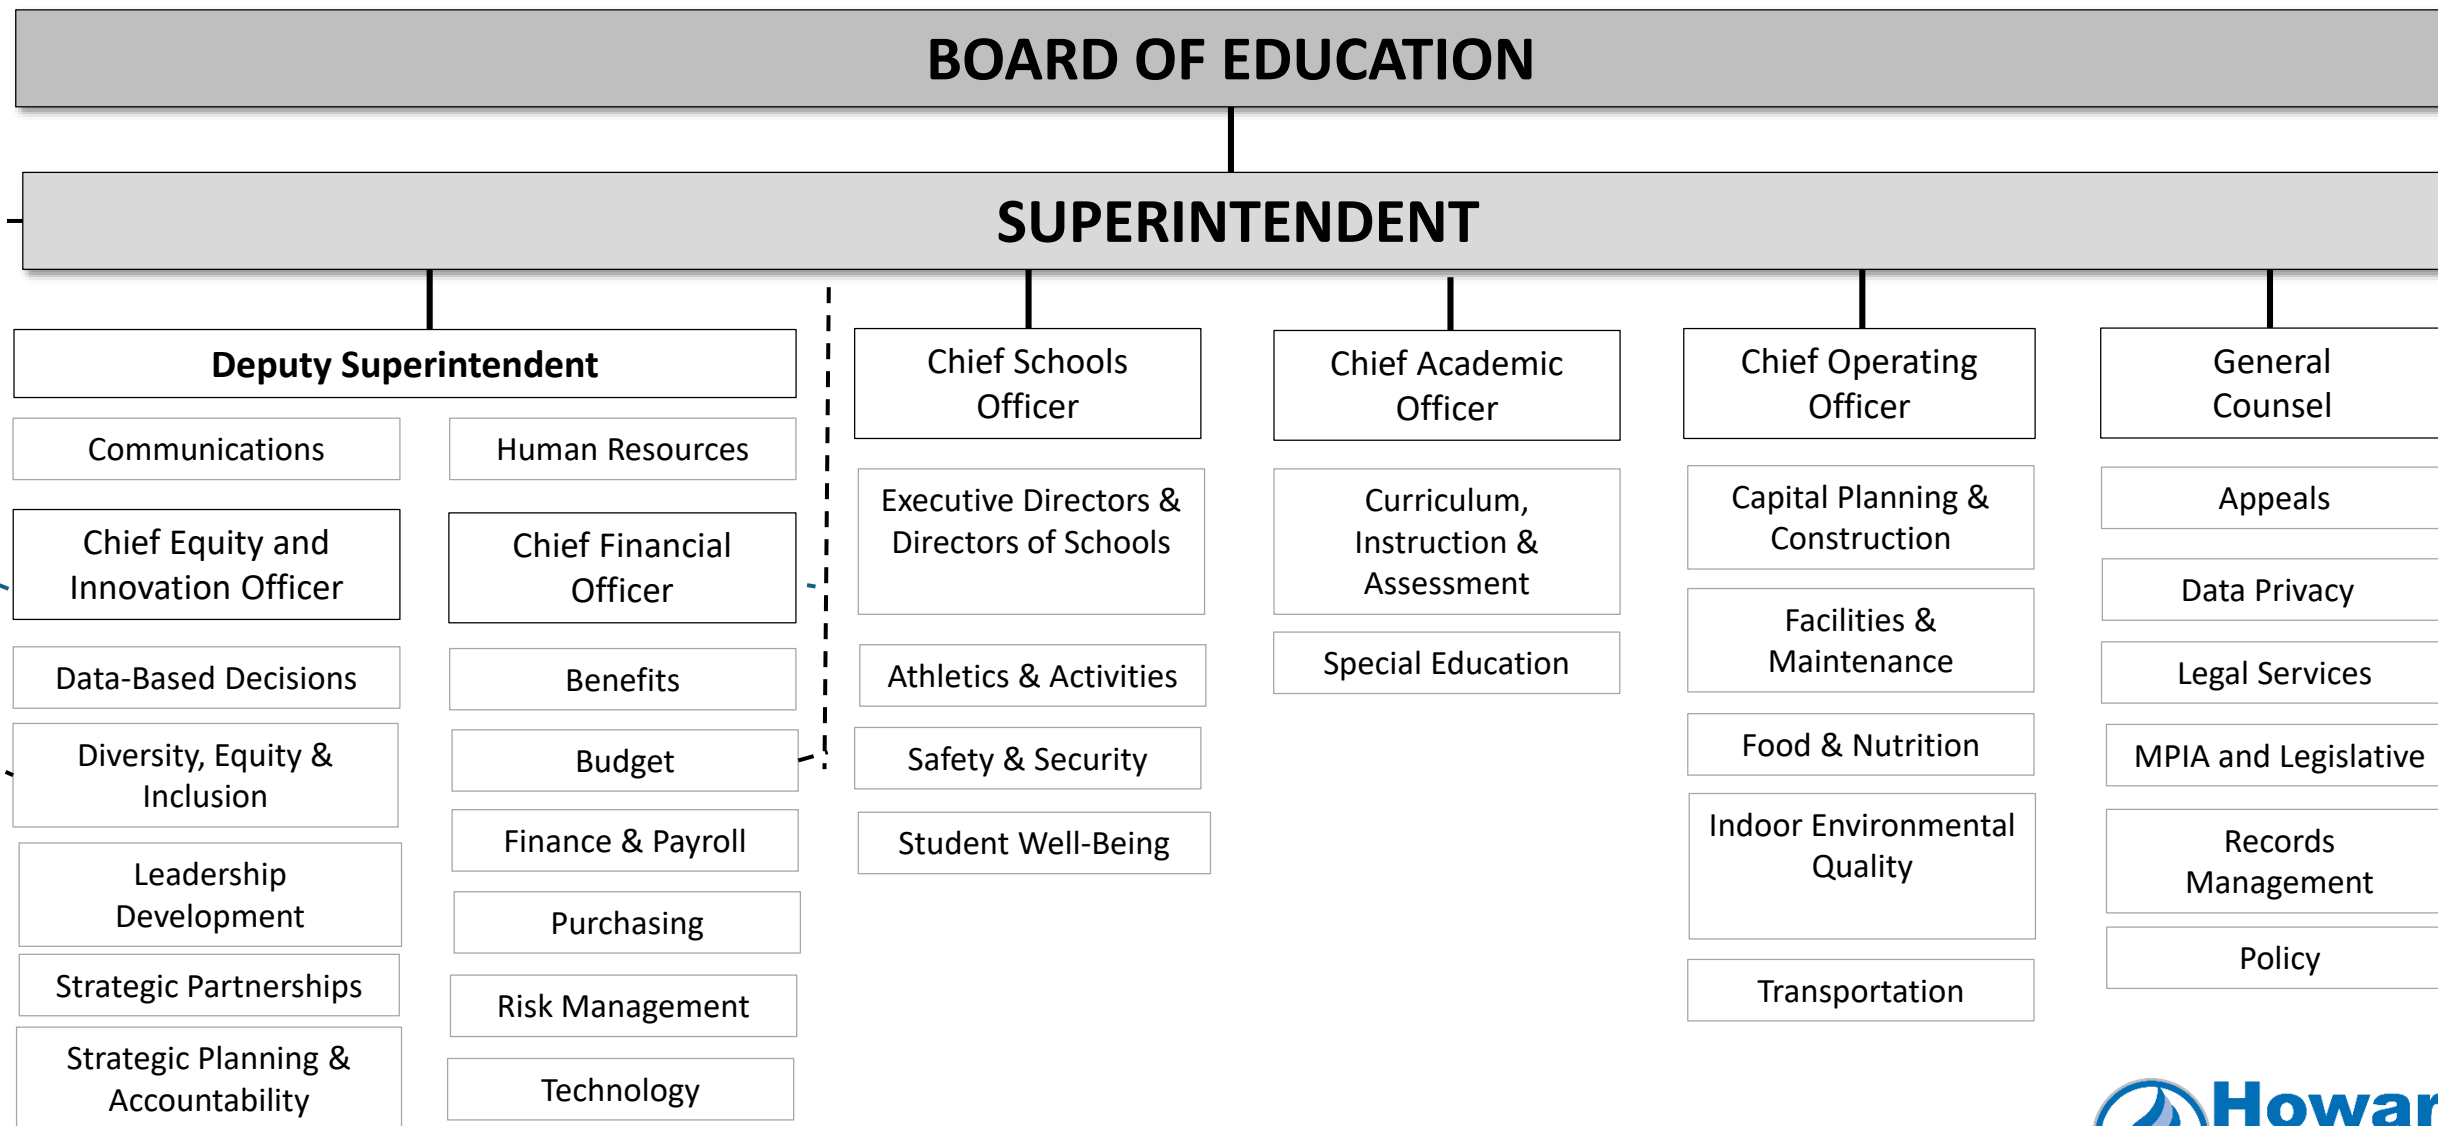 BOARD OF EDUCATION
SUPERINTENDENT
Deputy Superintendent
Communications
Human Resources
Chief Equity and
Innovation Officer
Chief Financial
Officer
Data-Based Decisions
Benefits
Diversity, Equity &
Inclusion
Budget
Leadership
Development
Finance & Payroll
Strategic Partnerships
Purchasing
Strategic Planning &
Accountability
Risk Management
Technology
Chief Schools
Officer
Executive Directors &
Directors of Schools
Athletics & Activities
Safety & Security
Student Well-Being
Chief Academic
Officer
Curriculum,
Instruction &
Assessment
Special Education
Chief Operating
Officer
Capital Planning &
Construction
Facilities &
Maintenance
Food & Nutrition
Indoor Environmental
Quality
Transportation
General
Counsel
Appeals
Data Privacy
Legal Services
MPIA and Legislative
Records
Management
Policy
Howar